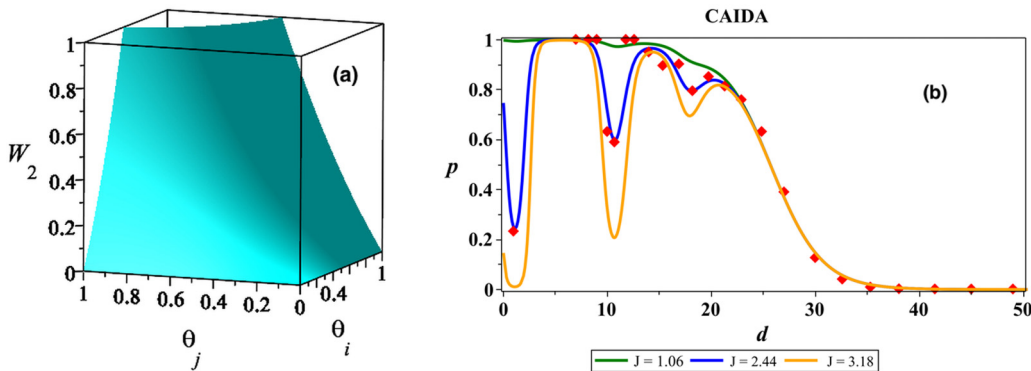 (a)
W2
1
0.8
0.6
0.4
0.2
0
1 0.8 0.6 0.4 0.2 0
0.4 1
θj
θi
CAIDA
(b)
p
1
0.8
0.6
0.4
0.2
0
0 10 20 30 40 50
d
J = 1.06 J = 2.44 J = 3.18